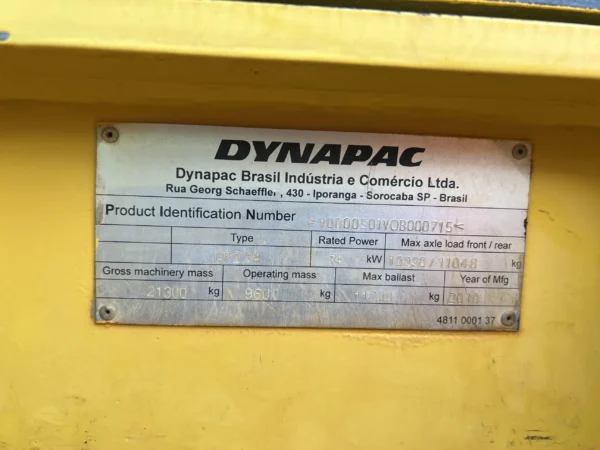 DYNAPAC
Dynapac Brasil Indústria e Comércio Ltda.
Rua Georg Schaeffler, 430 - Iporanga - Sorocaba SP - Brasil
Product Identification Number
Type Rated Power Max axle load front / rear
kW kg
Gross machinery mass Operating mass Max ballast Year of Mfg
21300 kg kg kg
4811 0001 37